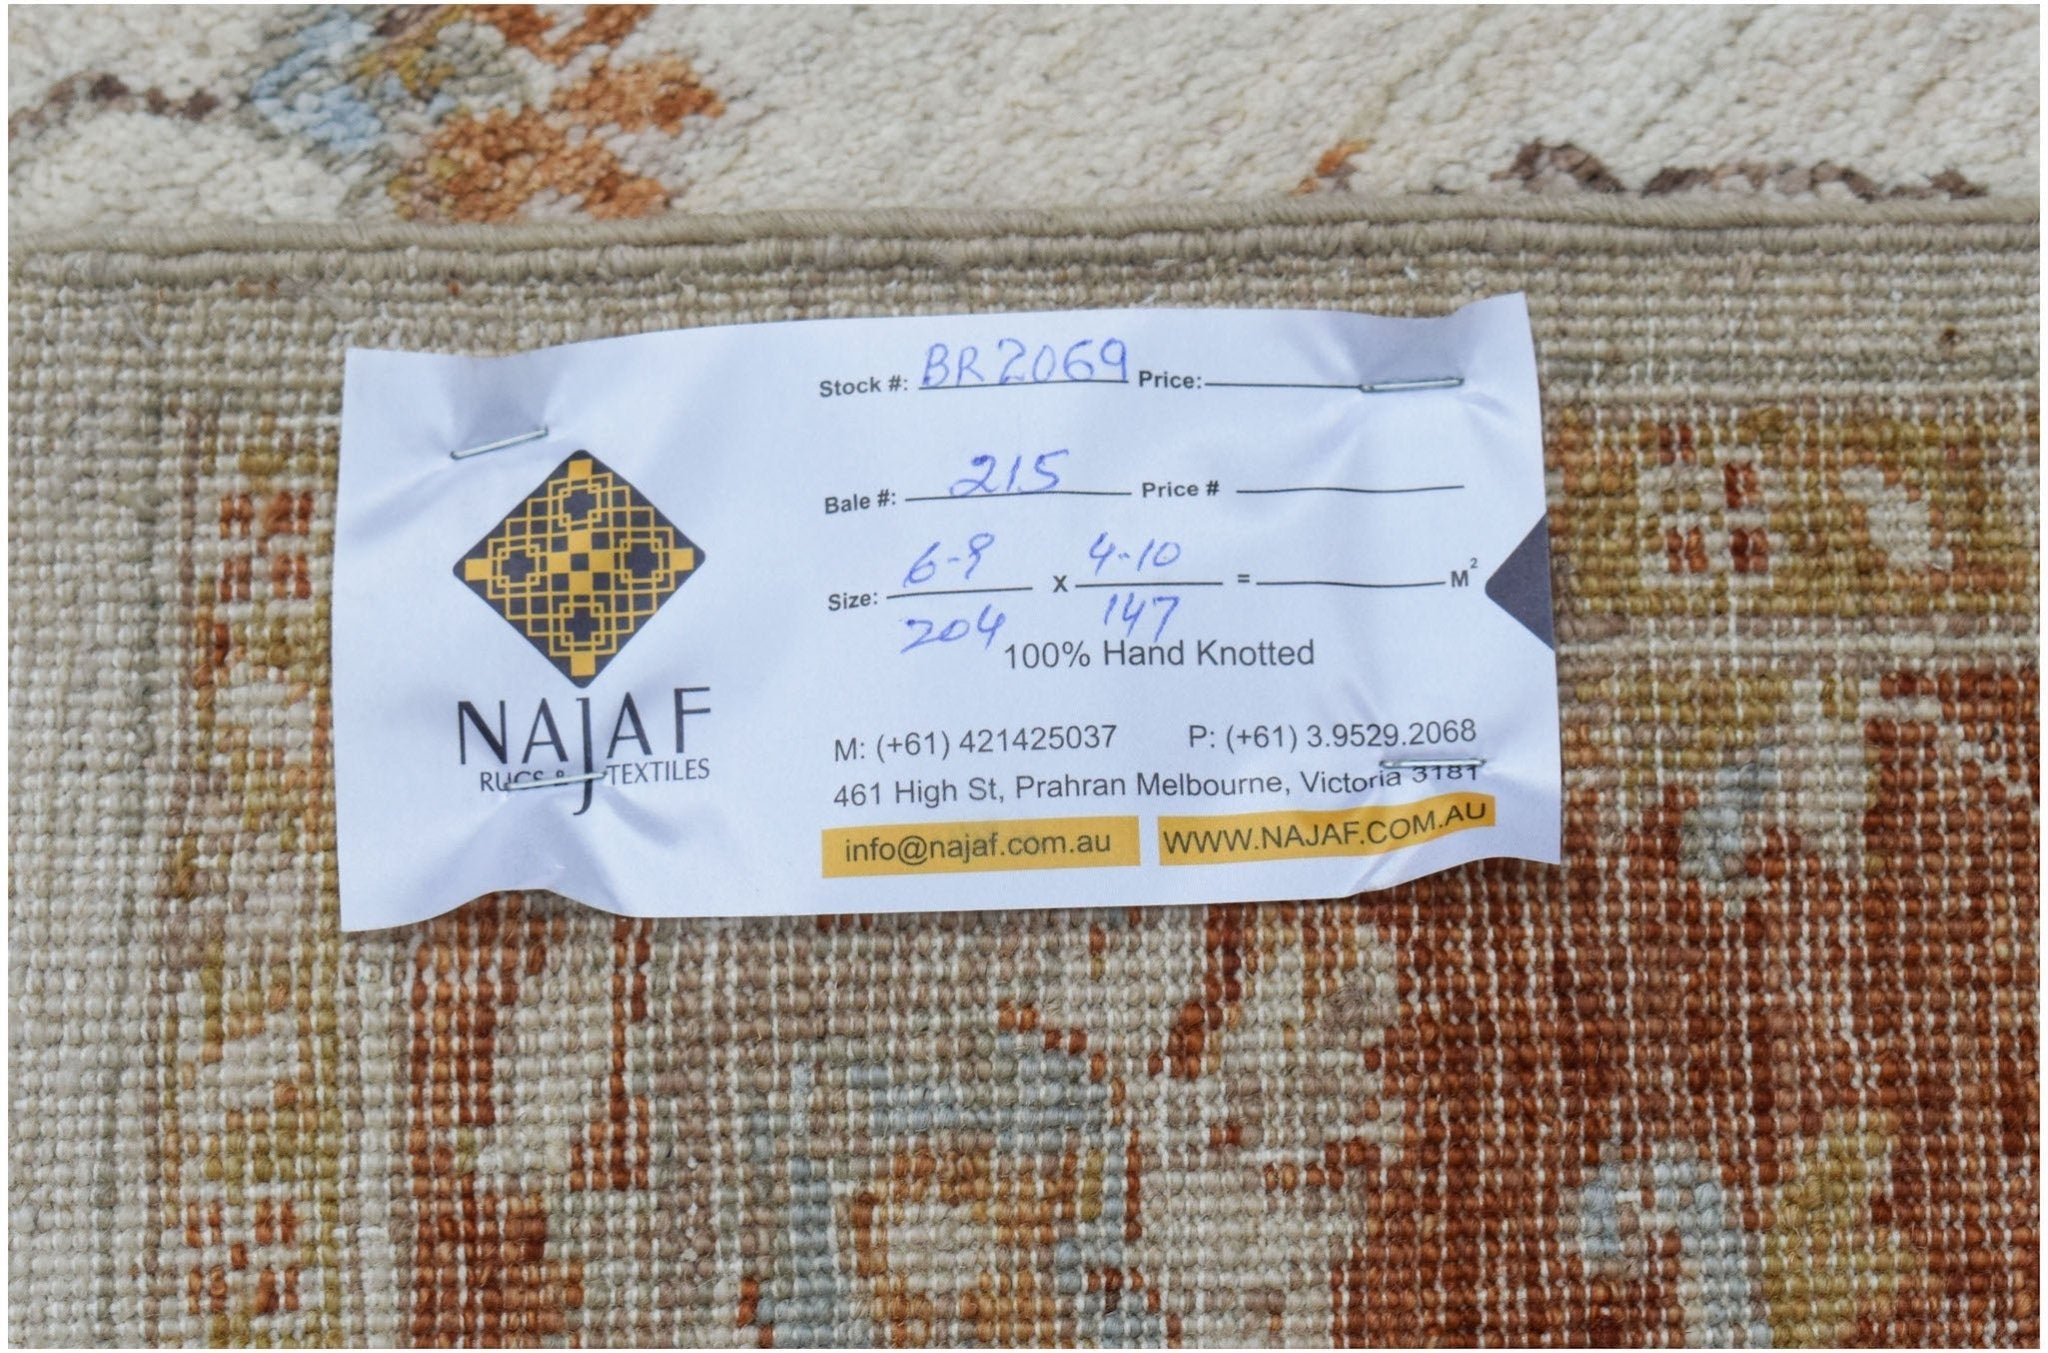 Stock #: BR2069 Price:
Bale #: 215 Price #
Size: 6-9 x 4-10 = M²
204 147
100% Hand Knotted
NAJAF
RUGS & TEXTILES
M: (+61) 421425037 P: (+61) 3.9529.2068
461 High St, Prahran Melbourne, Victoria 3181
info@najaf.com.au WWW.NAJAF.COM.AU